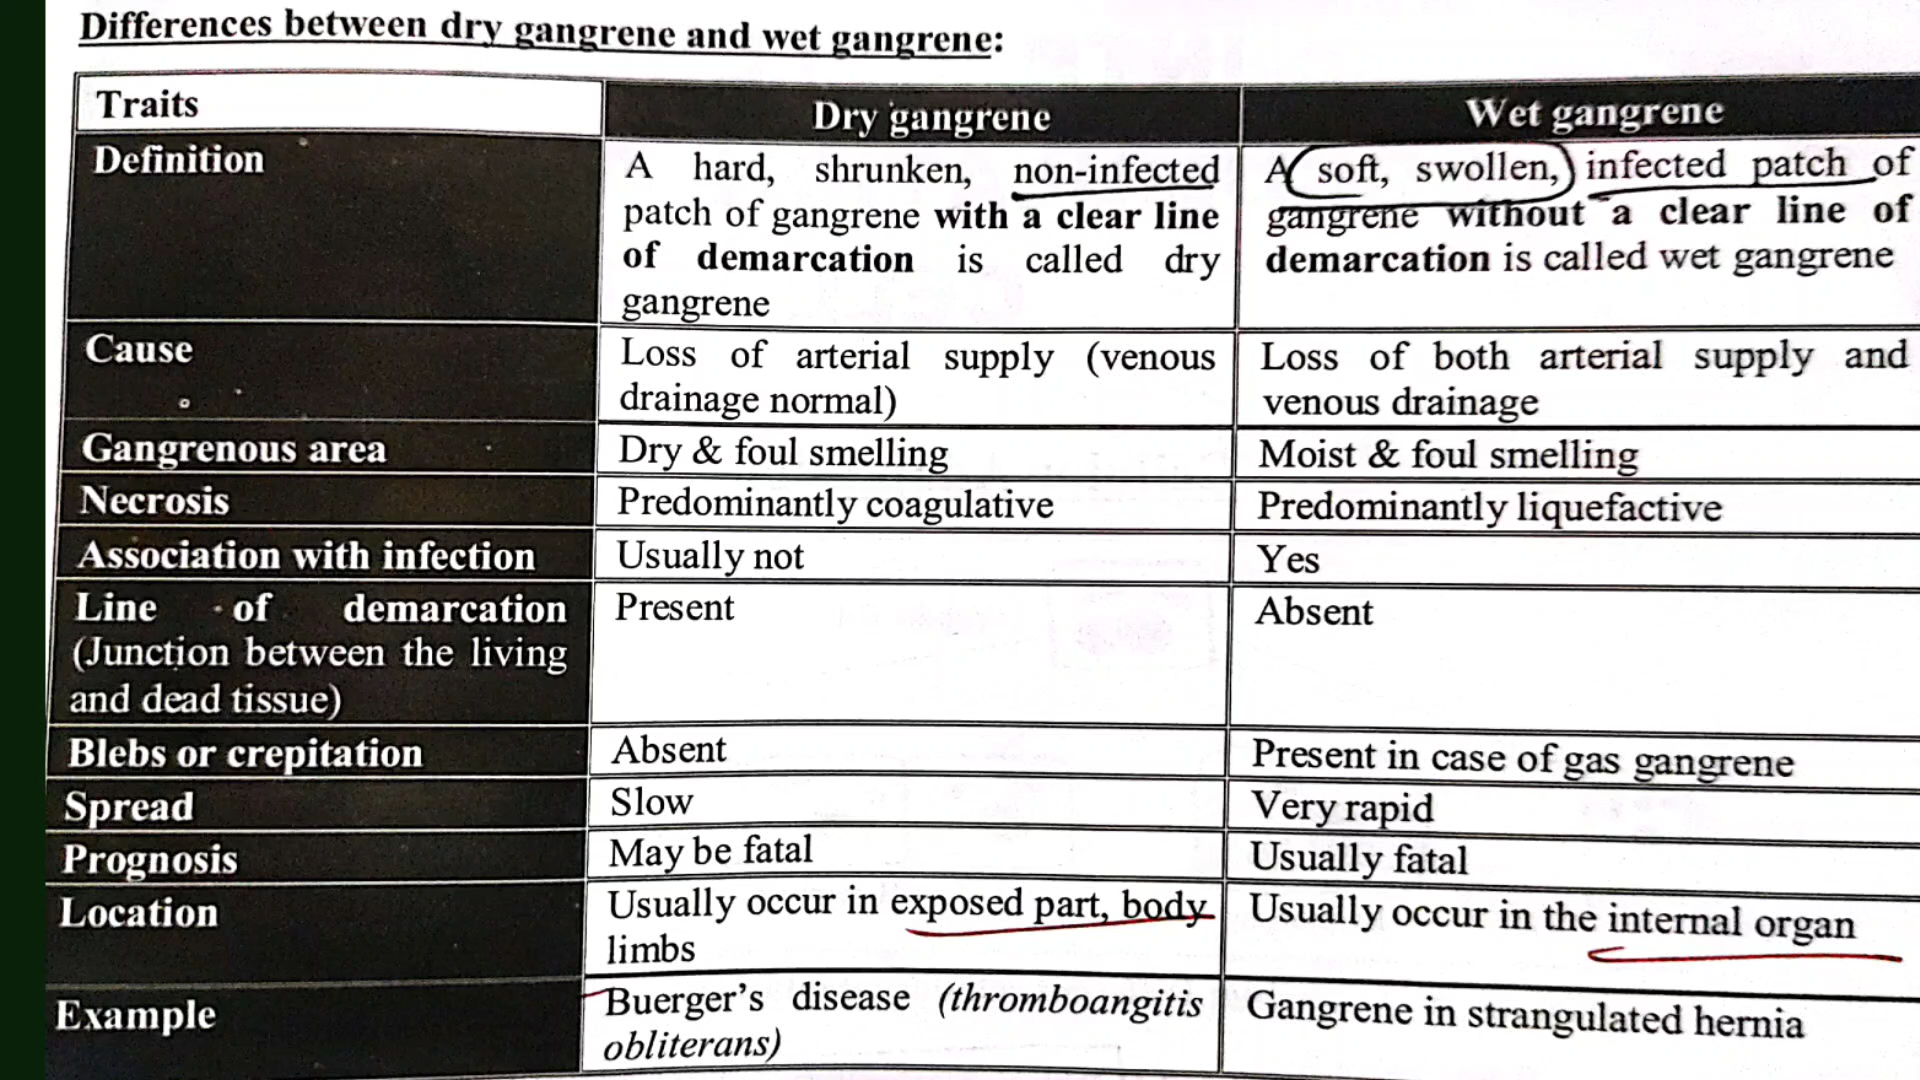 Differences between dry gangrene and wet gangrene:
Traits
Dry gangrene
Wet gangrene
Definition
A hard, shrunken, non-infected
patch of gangrene with a clear line
of demarcation is called dry
gangrene
A soft, swollen, infected patch of
gangrene without a clear line of
demarcation is called wet gangrene
Cause
Loss of arterial supply (venous
drainage normal)
Loss of both arterial supply and
venous drainage
Gangrenous area
Dry & foul smelling
Moist & foul smelling
Necrosis
Predominantly coagulative
Predominantly liquefactive
Association with infection
Usually not
Yes
Line of demarcation
(Junction between the living
and dead tissue)
Present
Absent
Blebs or crepitation
Absent
Present in case of gas gangrene
Spread
Slow
Very rapid
Prognosis
May be fatal
Usually fatal
Location
Usually occur in exposed part, body
limbs
Usually occur in the internal organ
Example
Buerger's disease (thromboangitis
obliterans)
Gangrene in strangulated hernia